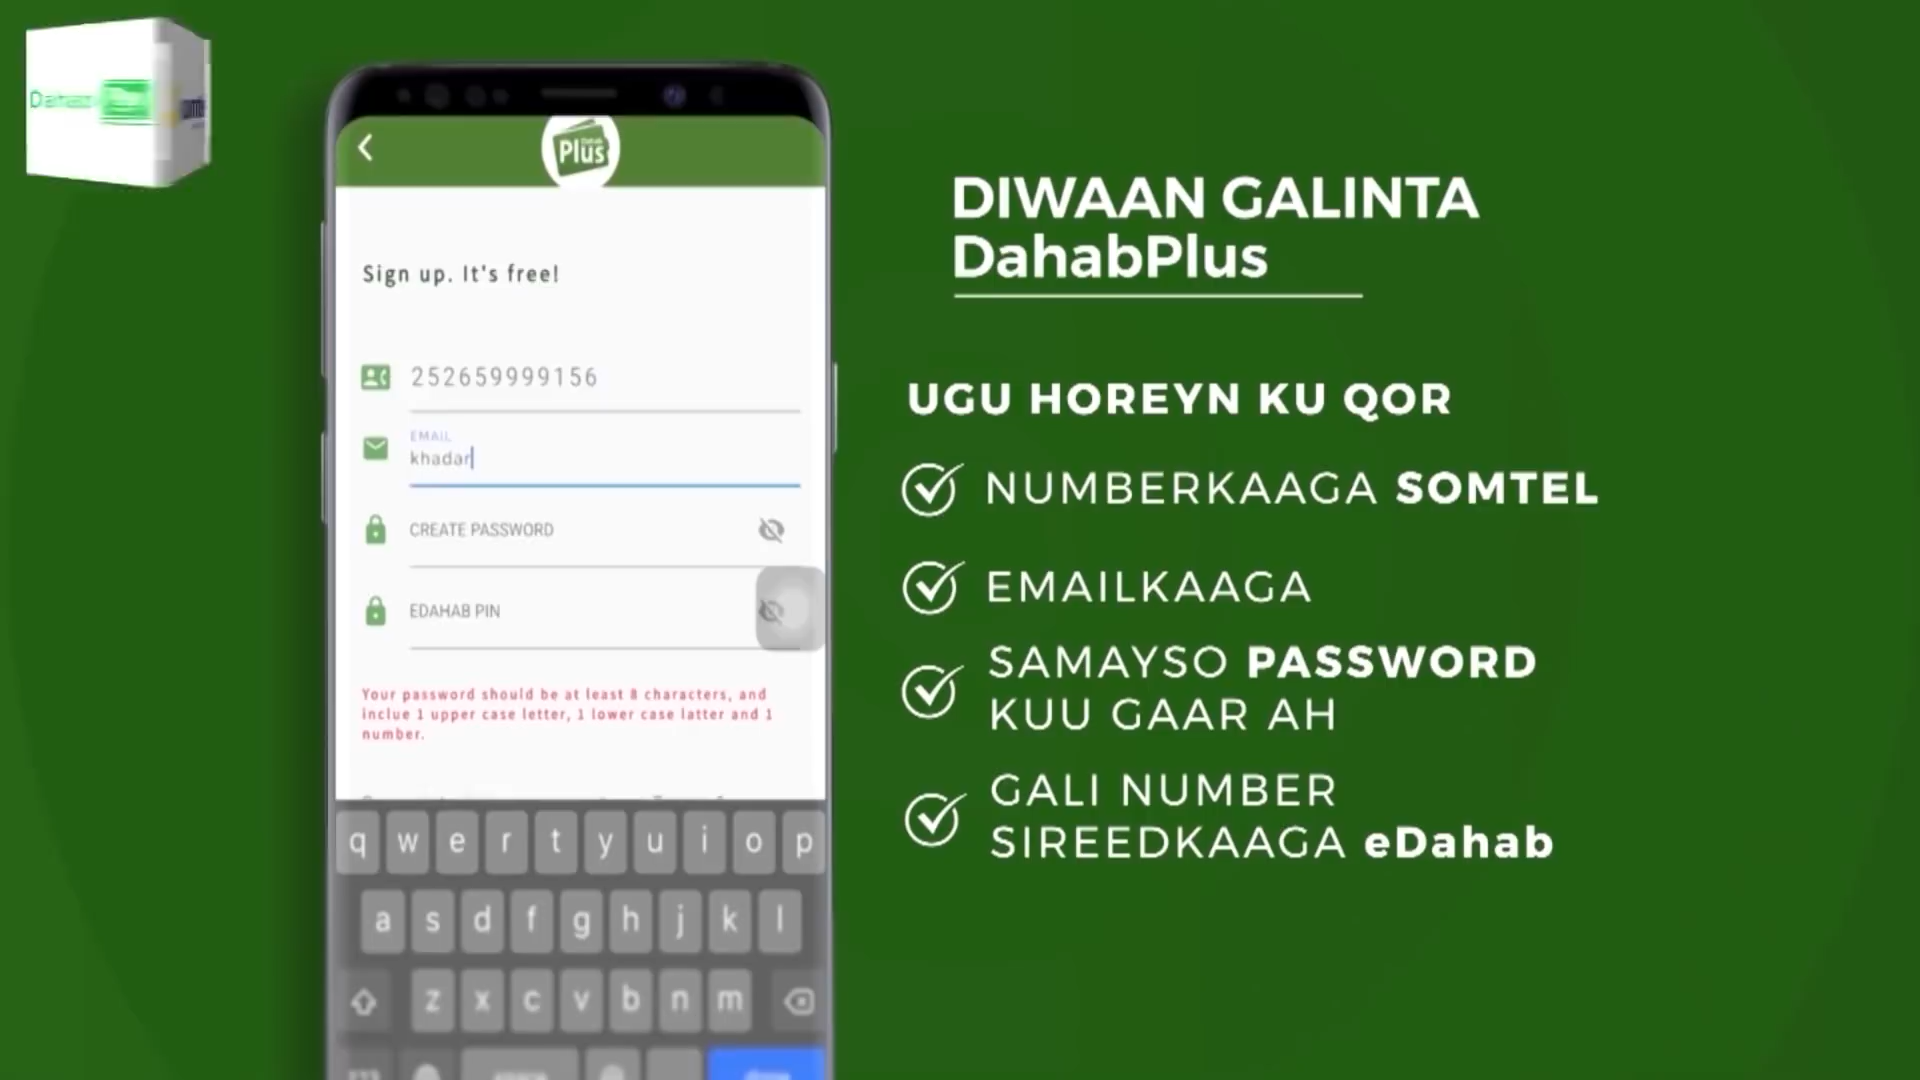 Plus
Sign up. It's free!
252659999156
EMAIL
khadar
CREATE PASSWORD
EDAHAB PIN
Your password should be at least 8 characters, and
inclue 1 upper case letter, 1 lower case latter and 1
number.
q w e r t y u i o p
a s d f g h j k l
z x c v b n m
DIWAAN GALINTA
DahabPlus
UGU HOREYN KU QOR
NUMBERKAAGA SOMTEL
EMAILKAAGA
SAMAYSO PASSWORD
KUU GAAR AH
GALI NUMBER
SIREEDKAAGA eDahab